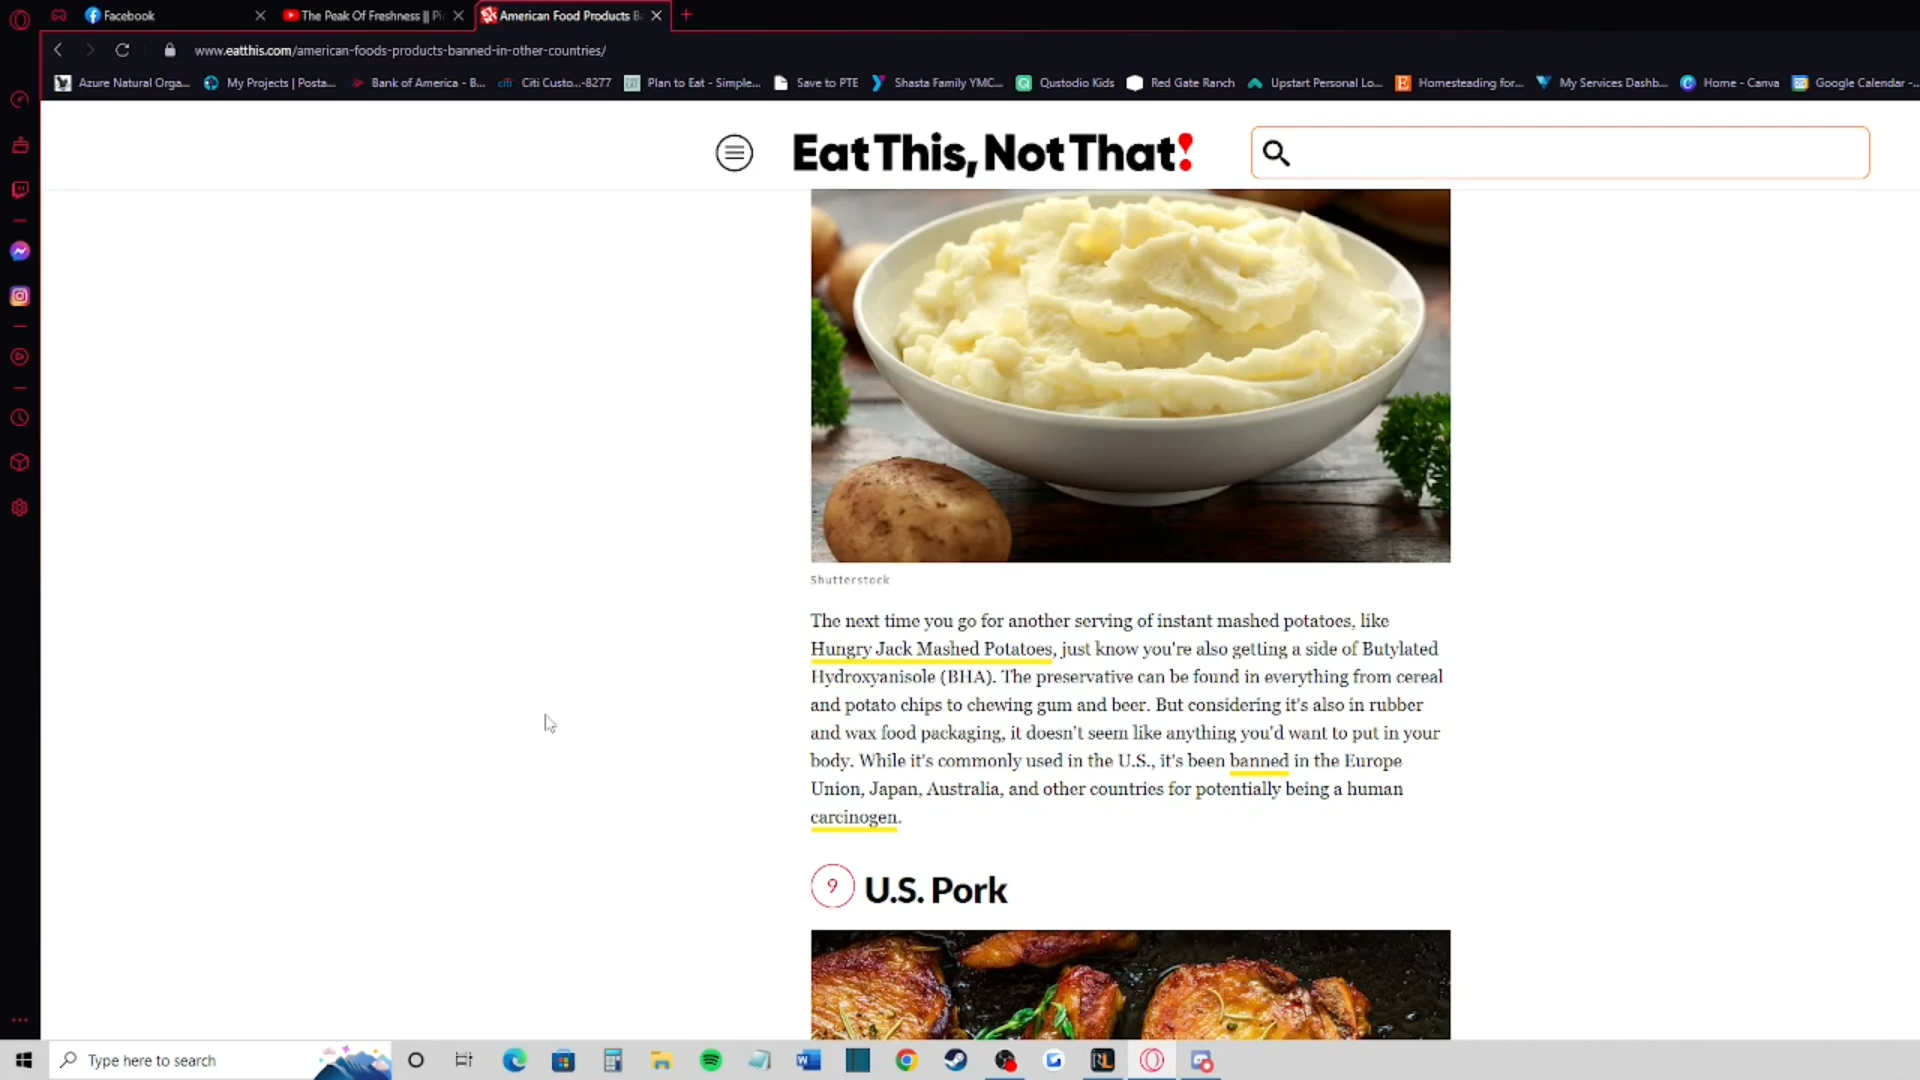 Facebook
The Peak Of Freshness || Pi
American Food Products B
www.eatthis.com/american-foods-products-banned-in-other-countries/
Azure Natural Orga...
My Projects | Posta...
Bank of America - B...
citi Citi Custo...-8277
Plan to Eat - Simple...
Save to PTE
Shasta Family YMC...
Qustodio Kids
Red Gate Ranch
Upstart Personal Lo...
Homesteading for...
My Services Dashb...
Home - Canva
Google Calendar -...
Eat This, Not That!
Shutterstock
The next time you go for another serving of instant mashed potatoes, like
Hungry Jack Mashed Potatoes, just know you're also getting a side of Butylated
Hydroxyanisole (BHA). The preservative can be found in everything from cereal
and potato chips to chewing gum and beer. But considering it's also in rubber
and wax food packaging, it doesn't seem like anything you'd want to put in your
body. While it's commonly used in the U.S., it's been banned in the Europe
Union, Japan, Australia, and other countries for potentially being a human
carcinogen.
9 U.S. Pork
Type here to search